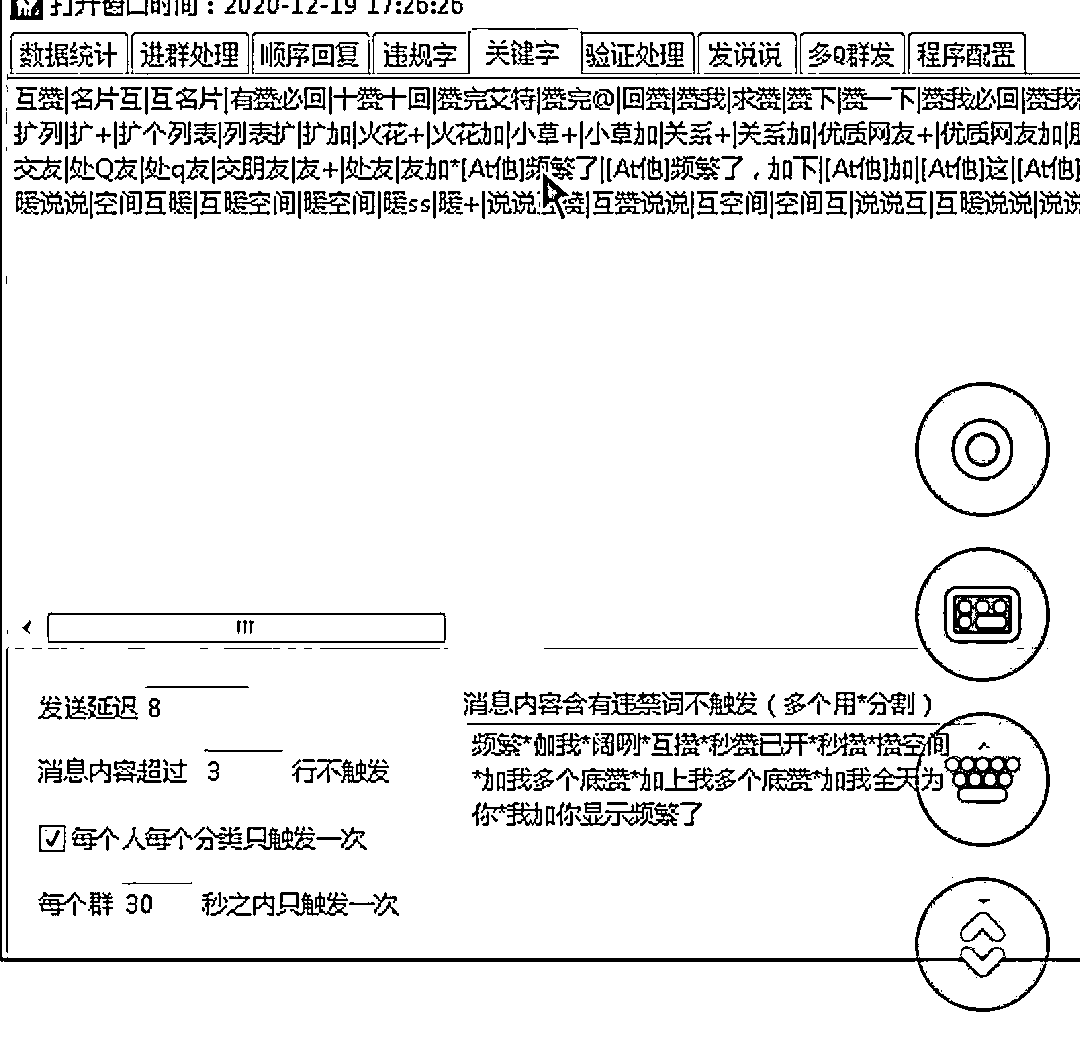 打开窗口时间：2020-12-19 17:26:26
数据统计 进群处理 顺序回复 违规字 关键字 验证处理 发说说 多Q群发 程序配置
互赞|名片互|互名片|有赞必回|十赞十回|赞完艾特|赞完@|回赞|赞我|求赞|赞下|赞一下|赞我必回|赞我
扩列|扩+|扩个列表|列表扩|扩加|火花+|火花加|小草+|小草加|关系+|关系加|优质网友+|优质网友加
交友|处Q友|处q友|交朋友|友+|处友|友加*[At他]频繁了|[At他]频繁了，加下|[At他]加|[At他]这|[At他]
暖说说|空间互暖|互暖空间|暖空间|暖ss|暖+|说说互赞|互赞说说|互空间|空间互|说说互|互暖说说|说说
发送延迟 8
消息内容超过 3 行不触发
每个人每个分类只触发一次
每个群 30 秒之内只触发一次
消息内容含有违禁词不触发（多个用*分割）
频繁*伽我*阔咧*互攒*秒赞已开*秒攒*攒空间
*加我多个底赞*加上我多个底赞*加我全天为
你*我加你显示频繁了